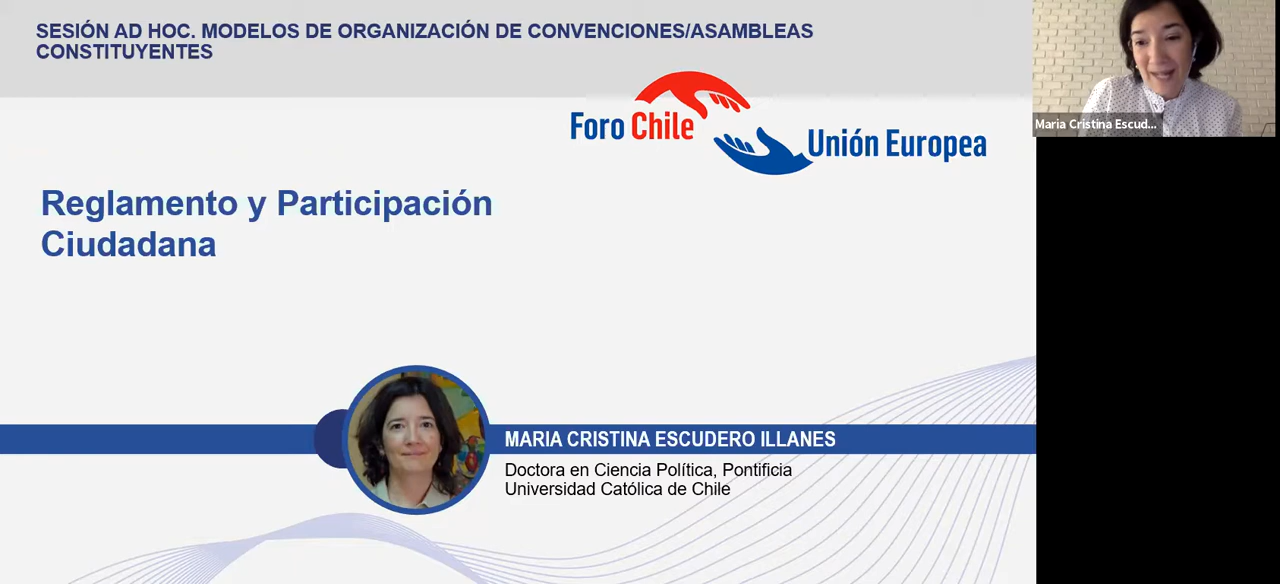 SESIÓN AD HOC. MODELOS DE ORGANIZACIÓN DE CONVENCIONES/ASAMBLEAS
CONSTITUYENTES
Foro Chile
Unión Europea
Maria Cristina Escud...
Reglamento y Participación
Ciudadana
MARIA CRISTINA ESCUDERO ILLANES
Doctora en Ciencia Política, Pontificia
Universidad Católica de Chile